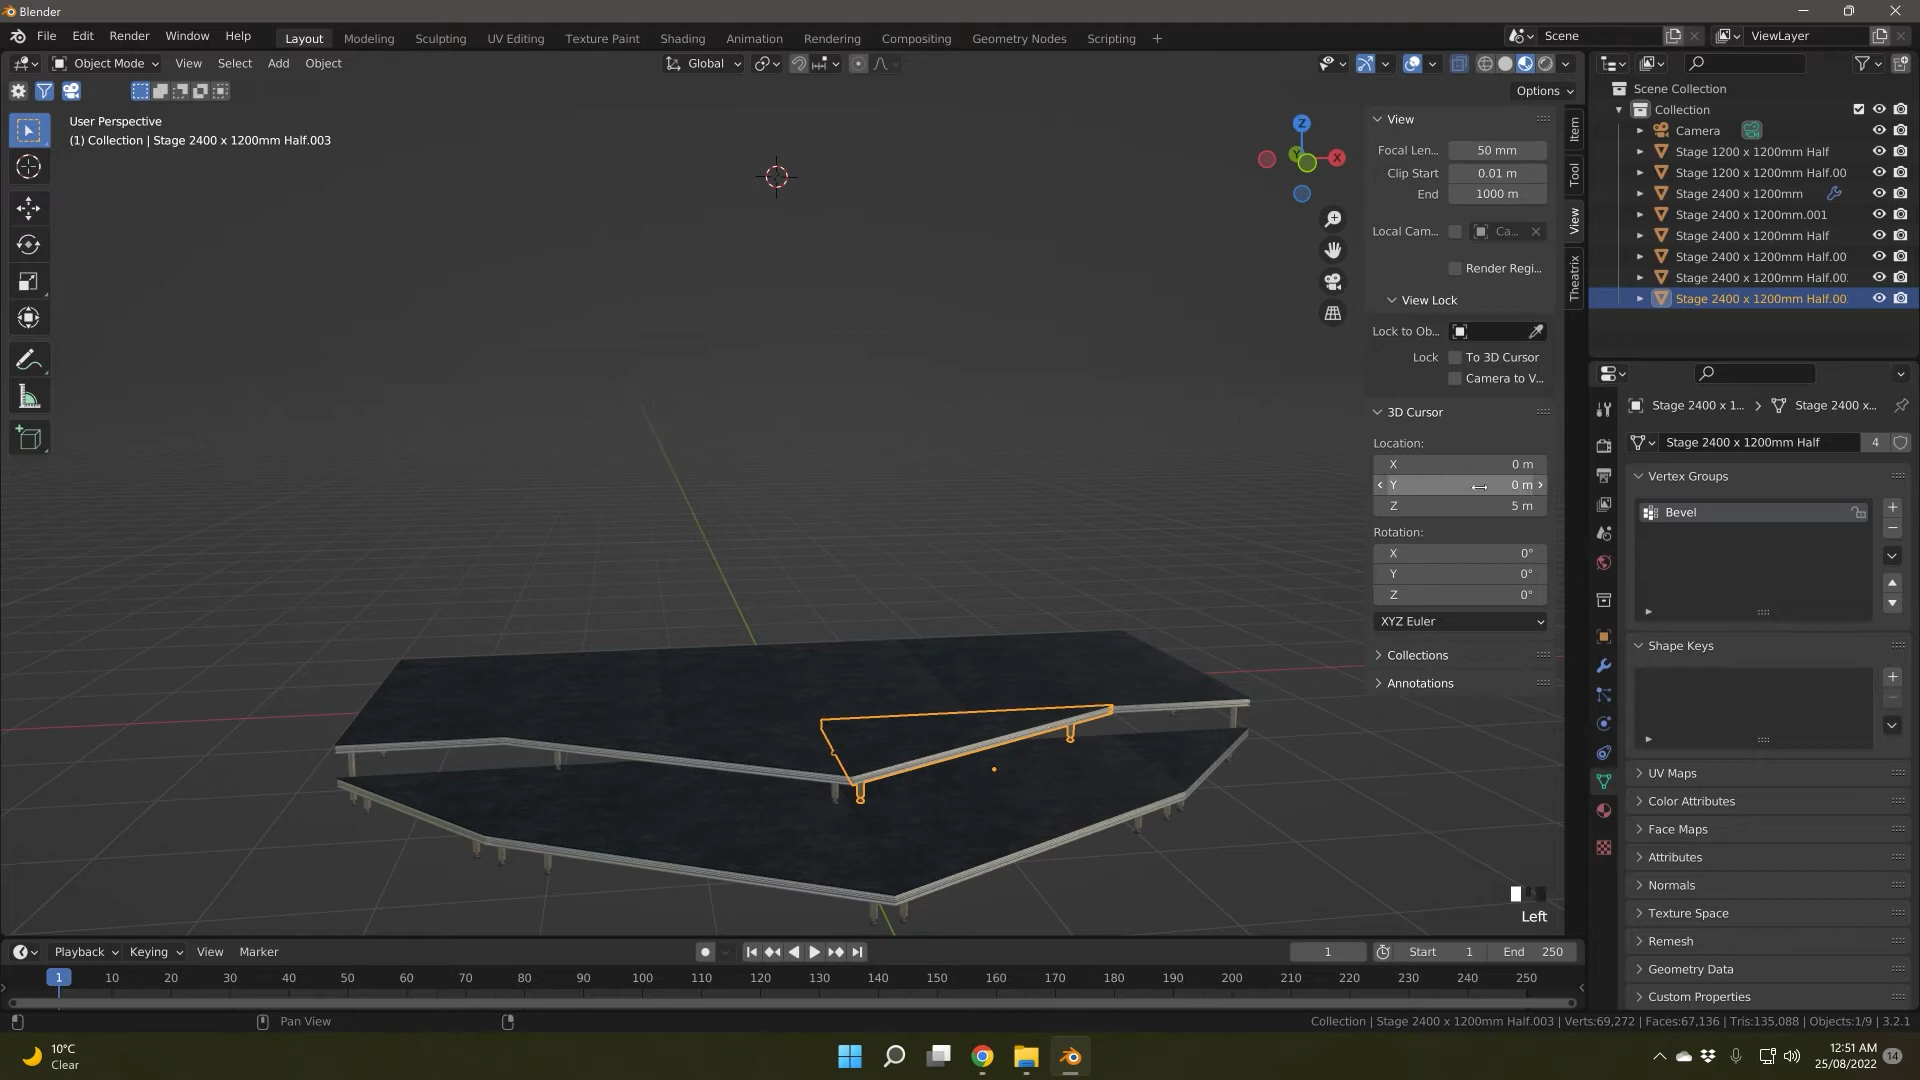 Blender
File Edit Render Window Help Layout Modeling Sculpting UV Editing Texture Paint Shading Animation Rendering Compositing Geometry Nodes Scripting + Scene ViewLayer
Object Mode View Select Add Object Global
Options
User Perspective
(1) Collection | Stage 2400 x 1200mm Half.003
Z
Y
X
View
Focal Len... 50 mm
Clip Start 0.01 m
End 1000 m
Local Cam... Ca...
Render Regi...
View Lock
Lock to Ob...
Lock To 3D Cursor
Camera to V...
3D Cursor
Location:
X 0 m
Y 0 m
Z 5 m
Rotation:
X 0°
Y 0°
Z 0°
XYZ Euler
Collections
Annotations
Item
Tool
View
Theatrix
Scene Collection
Collection
Camera
Stage 1200 x 1200mm Half
Stage 1200 x 1200mm Half.00
Stage 2400 x 1200mm
Stage 2400 x 1200mm.001
Stage 2400 x 1200mm Half
Stage 2400 x 1200mm Half.00
Stage 2400 x 1200mm Half.00
Stage 2400 x 1200mm Half.00
Stage 2400 x 1... Stage 2400 x...
Stage 2400 x 1200mm Half 4
Vertex Groups
Bevel
Shape Keys
UV Maps
Color Attributes
Face Maps
Attributes
Normals
Texture Space
Remesh
Geometry Data
Custom Properties
Left
Playback Keying View Marker 1 Start 1 End 250
1 10 20 30 40 50 60 70 80 90 100 110 120 130 140 150 160 170 180 190 200 210 220 230 240 250
Pan View Collection | Stage 2400 x 1200mm Half.003 | Verts:69,272 | Faces:67,136 | Tris:135,088 | Objects:1/9 | 3.2.1
10°C
Clear
12:51 AM
25/08/2022
14